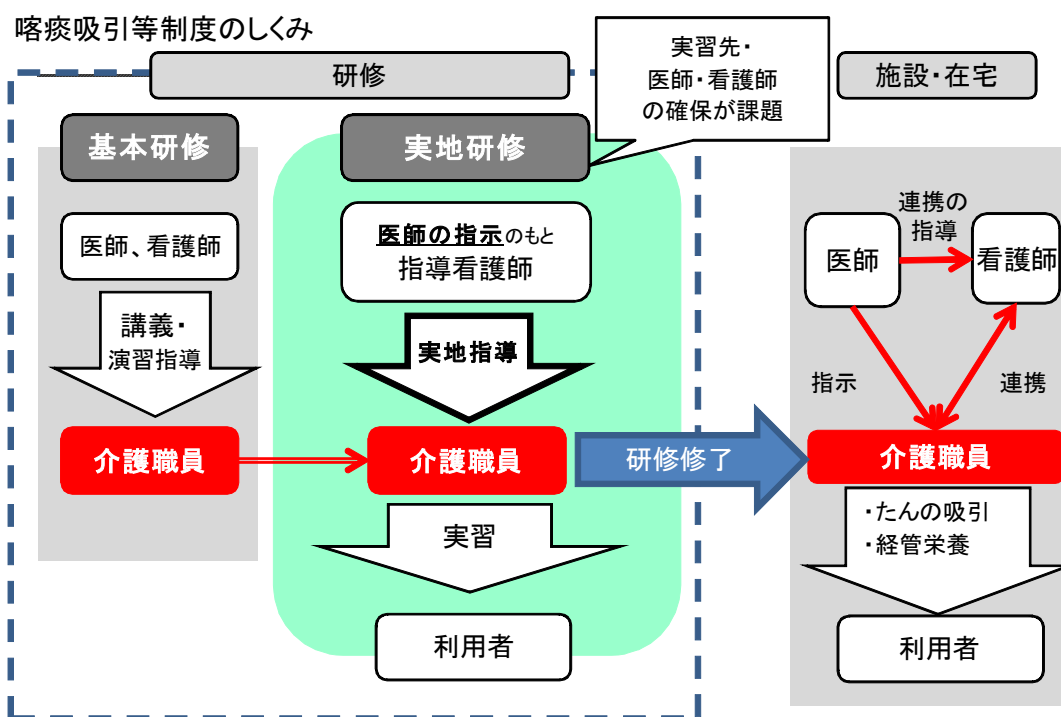 喀痰吸引等制度のしくみ
研修
実習先・
医師・看護師
の確保が課題
施設・在宅
基本研修
実地研修
医師、看護師
医師の指示のもと
指導看護師
講義・
演習指導
実地指導
介護職員
介護職員
研修修了
実習
利用者
連携の
指導
医師
看護師
指示
連携
介護職員
・たんの吸引
・経管栄養
利用者